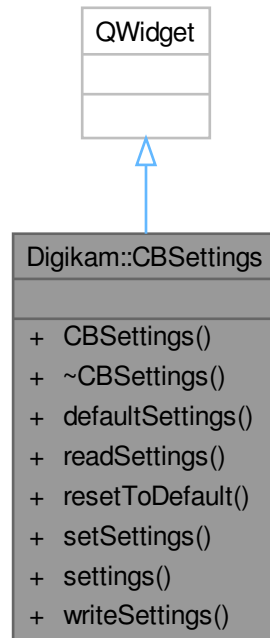 QWidget
Digikam::CBSettings
+ CBSettings()
+ ~CBSettings()
+ defaultSettings()
+ readSettings()
+ resetToDefault()
+ setSettings()
+ settings()
+ writeSettings()